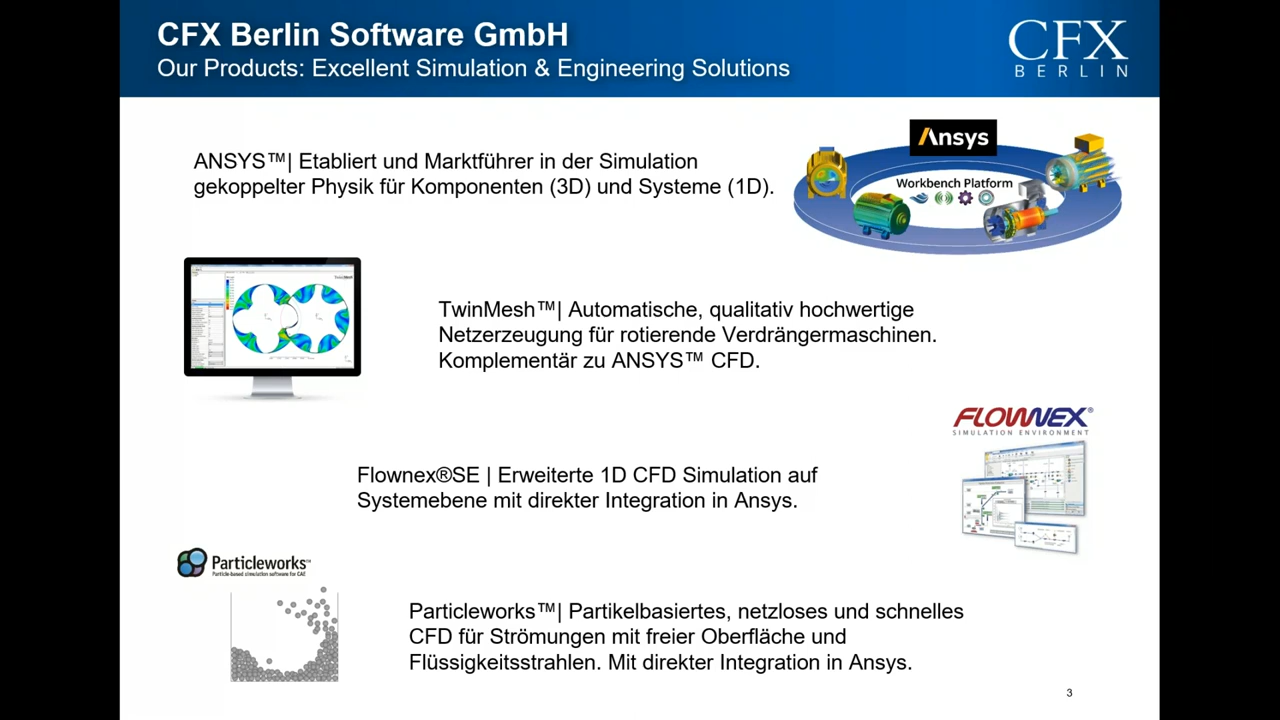 CFX Berlin Software GmbH
Our Products: Excellent Simulation & Engineering Solutions
CFX
BERLIN
ANSYS™| Etabliert und Marktführer in der Simulation
gekoppelter Physik für Komponenten (3D) und Systeme (1D).
Ansys
Workbench Platform
TwinMesh™| Automatische, qualitativ hochwertige
Netzerzeugung für rotierende Verdrängermaschinen.
Komplementär zu ANSYS™ CFD.
FLOWNEX®
SIMULATION ENVIRONMENT
Flownex®SE | Erweiterte 1D CFD Simulation auf
Systemebene mit direkter Integration in Ansys.
Particleworks™
Particle-based simulation software for CAE
Particleworks™| Partikelbasiertes, netzloses und schnelles
CFD für Strömungen mit freier Oberfläche und
Flüssigkeitsstrahlen. Mit direkter Integration in Ansys.
3